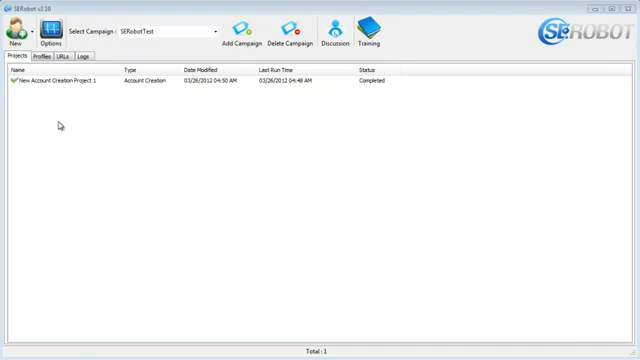 SERobot v2.10
New
Options
Select Campaign : SERobotTest
Add Campaign
Delete Campaign
Discussion
Training
SEROBOT
Projects Profiles URLs Logs
Name Type Date Modified Last Run Time Status
New Account Creation Project 1 Account Creation 03/26/2012 04:50 AM 03/26/2012 04:48 AM Completed
Total : 1